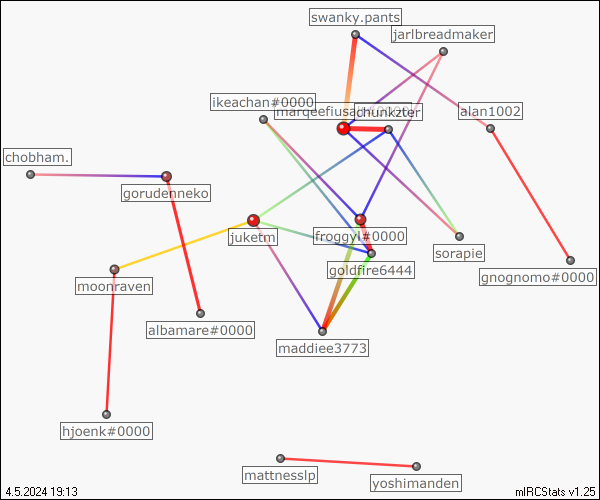 swanky.pants
jarlbreadmaker
ikeachan#0000
chunkzter
alan1002
chobham.
gorudenneko
juketm
froggyl#0000
sorapie
goldfire6444
gnognomo#0000
moonraven
albamare#0000
maddiee3773
hjoenk#0000
mattnesslp
yoshimanden
4.5.2024 19:13
mIRCStats v1.25